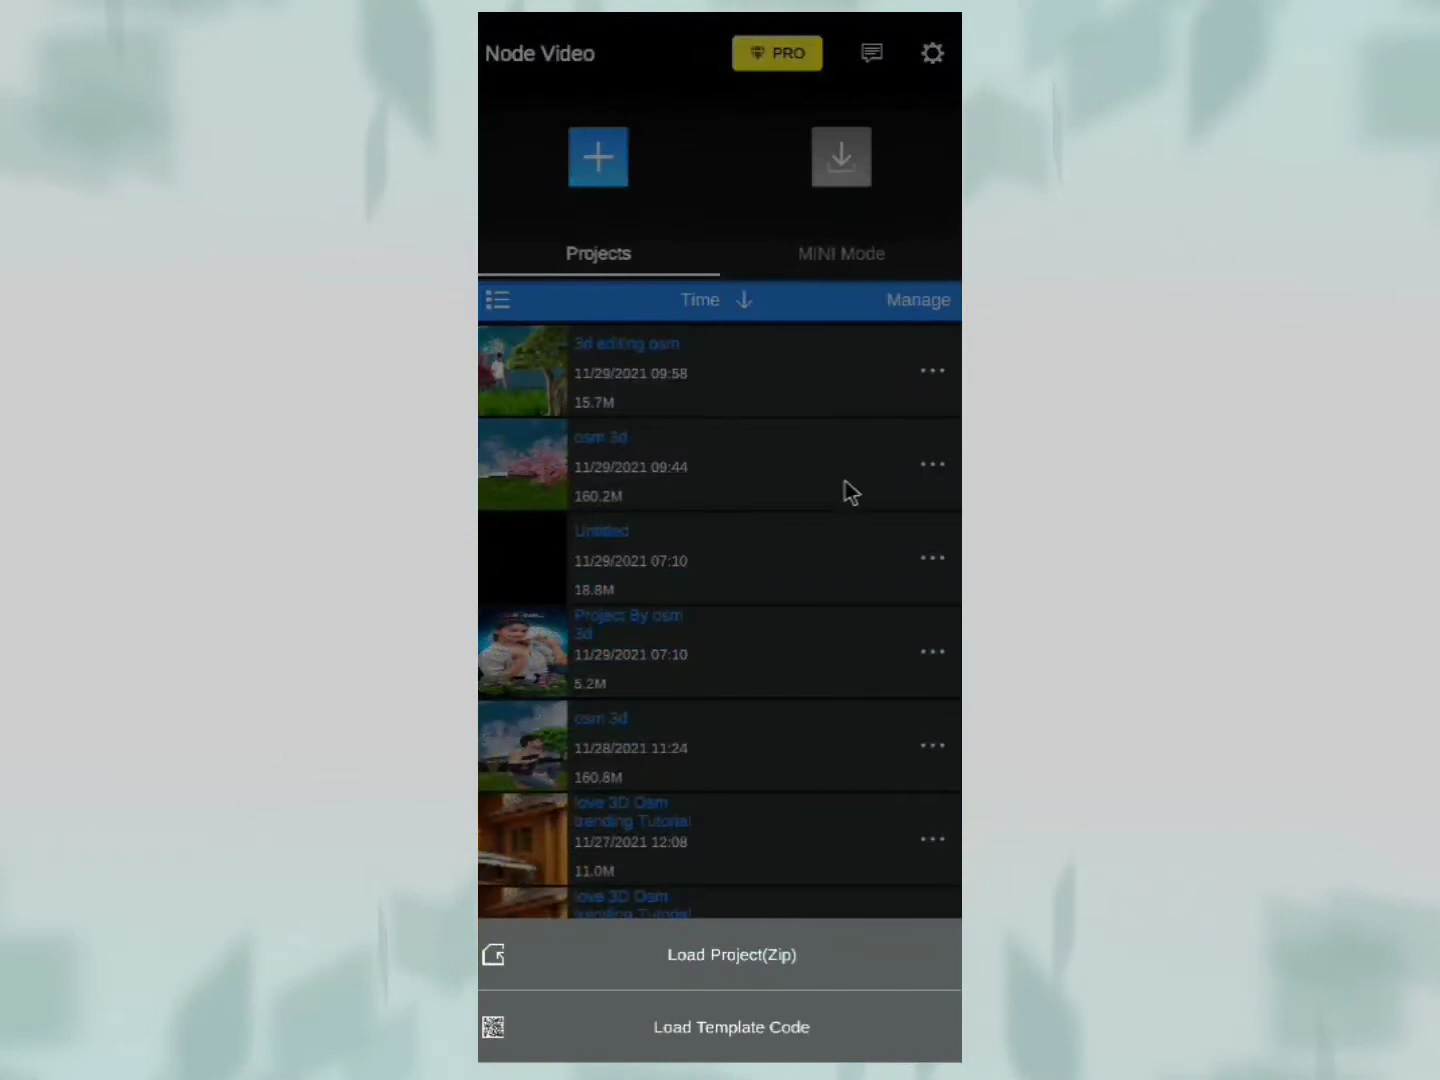 Node Video
PRO
Projects
MINI Mode
Time
Manage
3d editing osm
11/29/2021 09:58
15.7M
osm 3d
11/29/2021 09:44
160.2M
Untitled
11/29/2021 07:10
18.8M
Project By osm
3d
11/29/2021 07:10
5.2M
osm 3d
11/28/2021 11:24
160.8M
love 3D Osm
trending Tutorial
11/27/2021 12:08
11.0M
love 3D Osm
trending Tutorial
Load Project(Zip)
Load Template Code